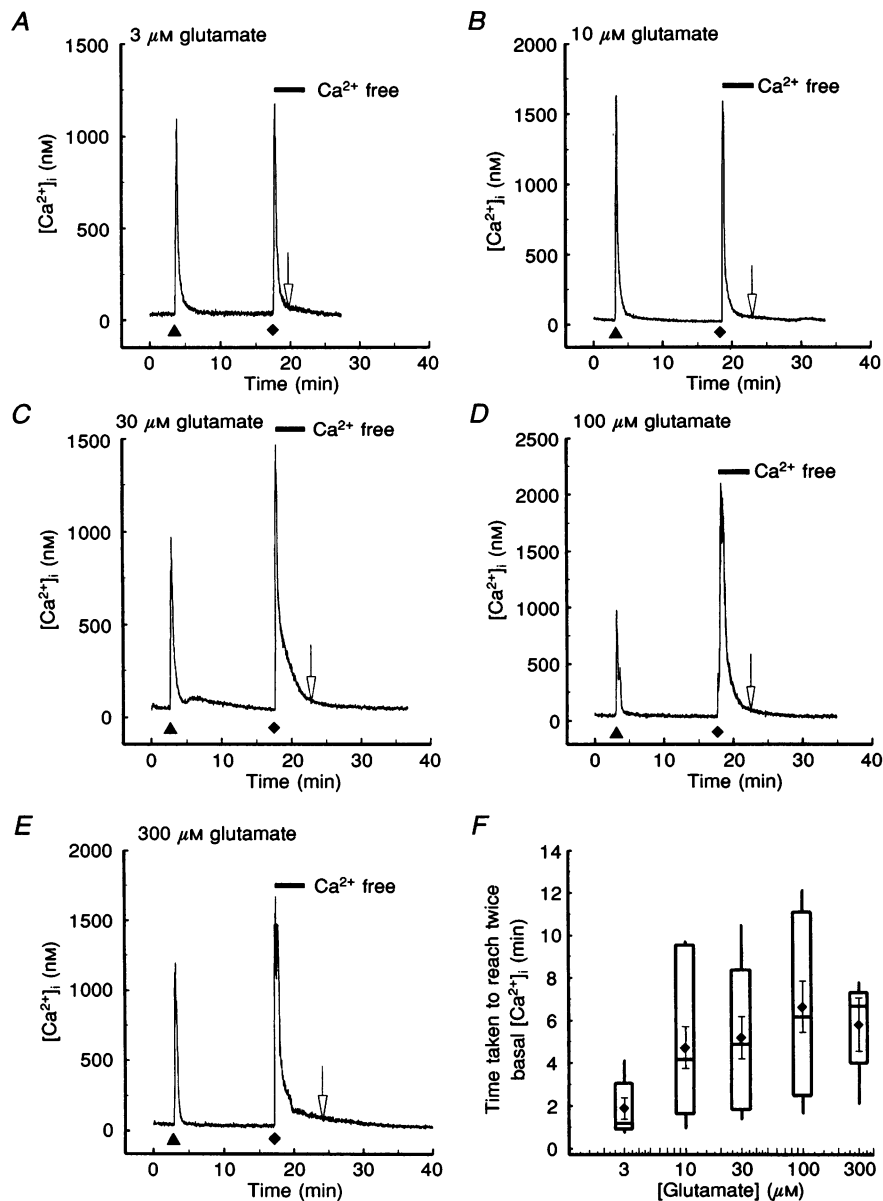 A
3 μM glutamate
1500
1000
500
0
[Ca²⁺]ᵢ (nM)
Ca²⁺ free
0 10 20 30 40
Time (min)
B
10 μM glutamate
2000
1500
1000
500
0
[Ca²⁺]ᵢ (nM)
Ca²⁺ free
0 10 20 30 40
Time (min)
C
30 μM glutamate
1500
1000
500
0
[Ca²⁺]ᵢ (nM)
Ca²⁺ free
0 10 20 30 40
Time (min)
D
100 μM glutamate
2500
2000
1500
1000
500
0
[Ca²⁺]ᵢ (nM)
Ca²⁺ free
0 10 20 30 40
Time (min)
E
300 μM glutamate
2000
1500
1000
500
0
[Ca²⁺]ᵢ (nM)
Ca²⁺ free
0 10 20 30 40
Time (min)
F
14
12
10
8
6
4
2
0
Time taken to reach twice
basal [Ca²⁺]ᵢ (min)
3 10 30 100 300
[Glutamate] (μM)